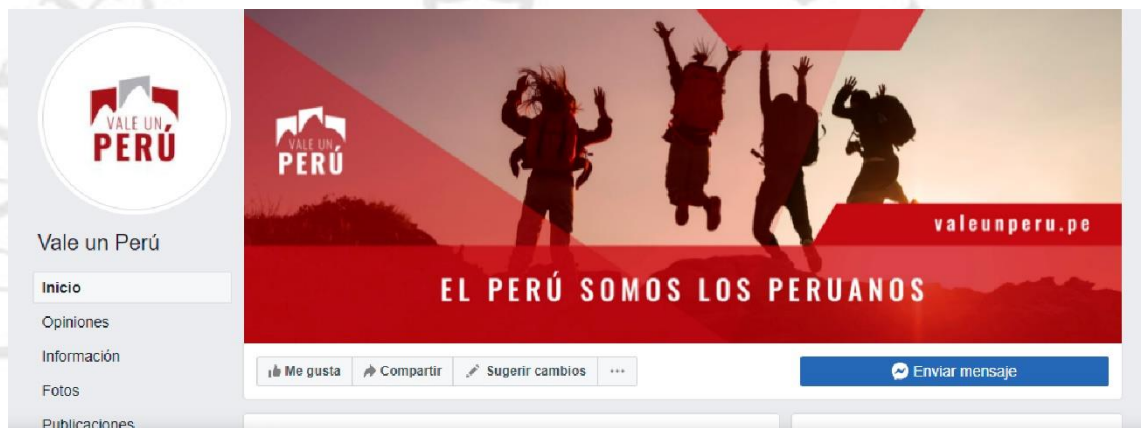 VALE UN
PERÚ
Vale un Perú
Inicio
Opiniones
Información
Fotos
Publicaciones
VALE UN
PERÚ
valeunperu.pe
EL PERÚ SOMOS LOS PERUANOS
Me gusta
Compartir
Sugerir cambios
Enviar mensaje